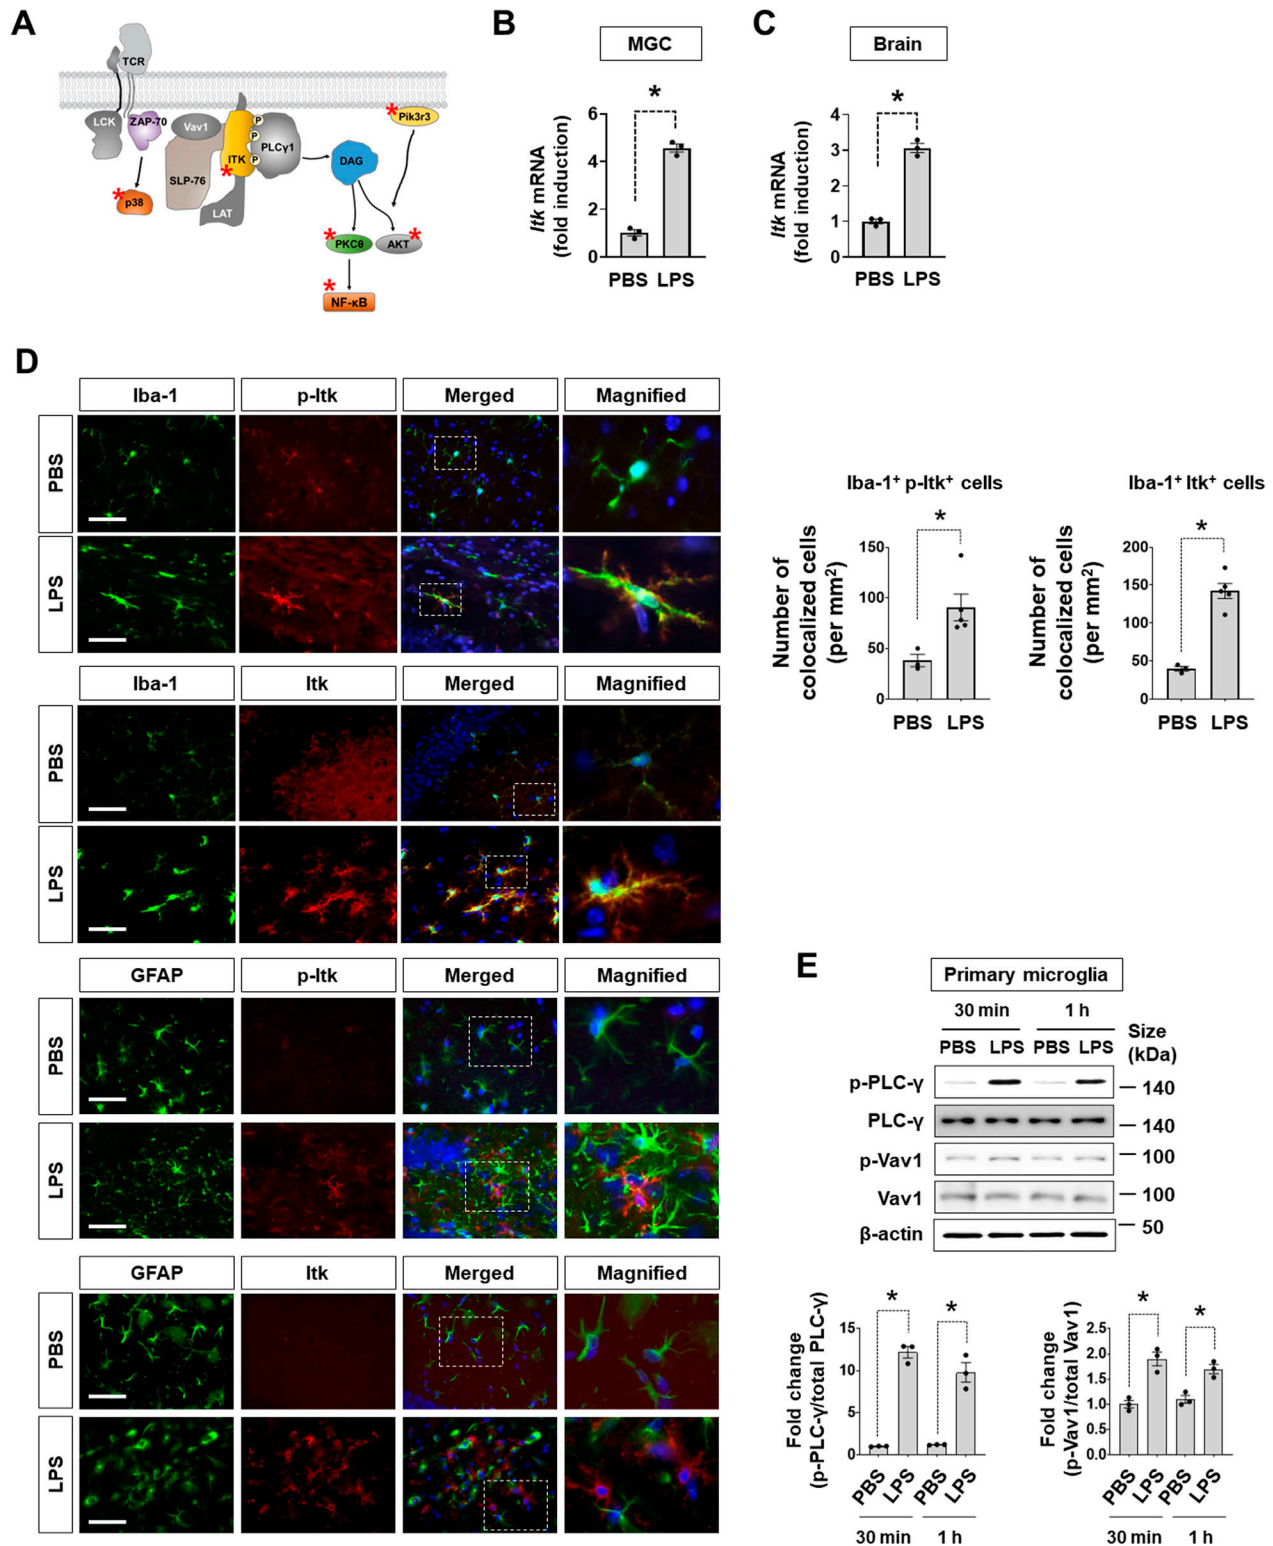 A
TCR
LCK
ZAP-70
Vav1
P
P
P
ITK
PLCγ1
SLP-76
LAT
* p38
*
DAG
* Pik3r3
* PKCθ
AKT *
* NF-κB
B
MGC
Itk mRNA
(fold induction)
6
4
2
0
*
PBS LPS
C
Brain
Itk mRNA
(fold induction)
4
3
2
1
0
*
PBS LPS
D
Iba-1 p-Itk Merged Magnified
PBS
LPS
Iba-1 Itk Merged Magnified
PBS
LPS
GFAP p-Itk Merged Magnified
PBS
LPS
GFAP Itk Merged Magnified
PBS
LPS
Iba-1+ p-Itk+ cells
Number of
colocalized cells
(per mm2)
150
100
50
0
*
PBS LPS
Iba-1+ Itk+ cells
Number of
colocalized cells
(per mm2)
200
150
100
50
0
*
PBS LPS
E
Primary microglia
30 min 1 h
PBS LPS PBS LPS
Size
(kDa)
p-PLC-γ 140
PLC-γ 140
p-Vav1 100
Vav1 100
β-actin 50
Fold change
(p-PLC-γ/total PLC-γ)
15
10
5
0
* *
PBS LPS PBS LPS
30 min 1 h
Fold change
(p-Vav1/total Vav1)
2.5
2.0
1.5
1.0
0.5
0.0
* *
PBS LPS PBS LPS
30 min 1 h